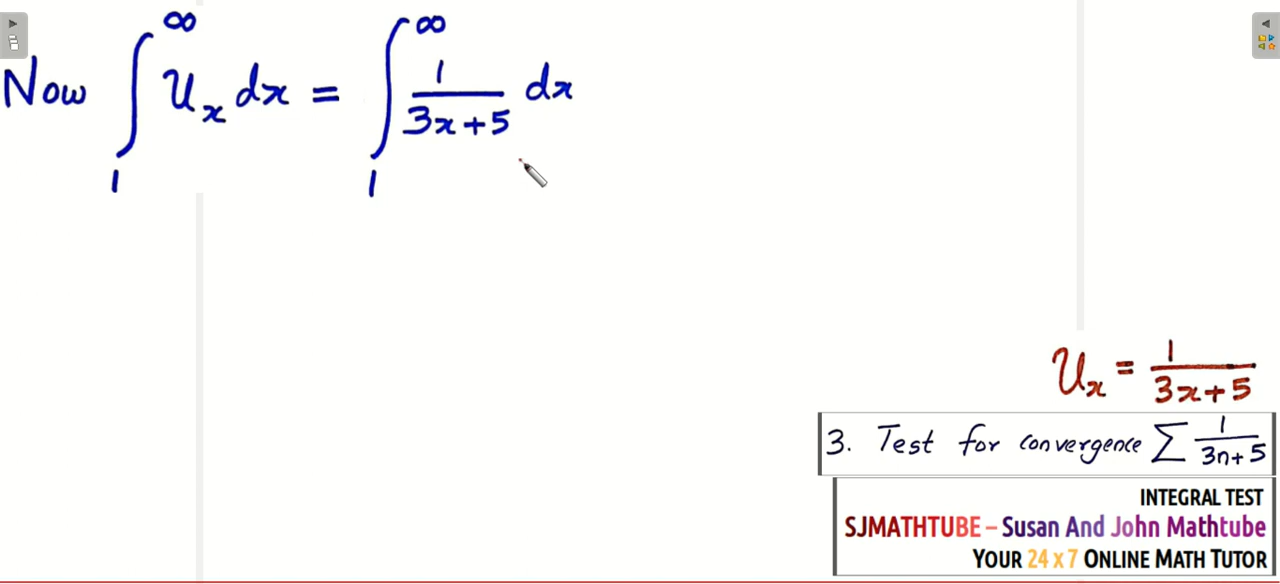 Now ∫₁^∞ Uₓ dx = ∫₁^∞ 1/(3x+5) dx
Uₓ = 1/(3x+5)
3. Test for convergence ∑ 1/(3n+5)
INTEGRAL TEST
SJMATHTUBE – Susan And John Mathtube
YOUR 24 x 7 ONLINE MATH TUTOR